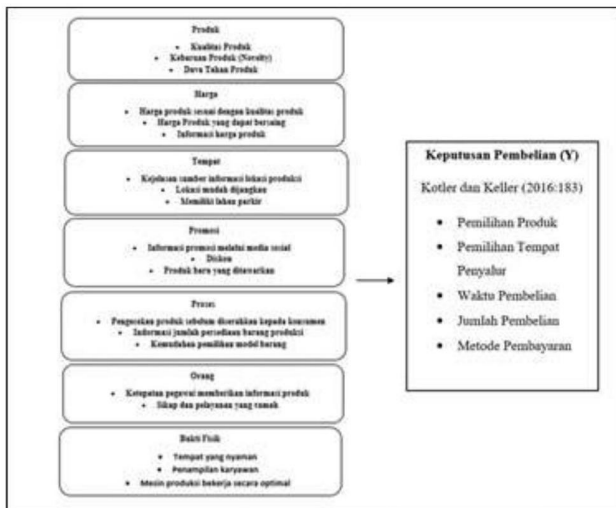 Produk
• Kualitas Produk
• Kebaruan Produk (Novelty)
• Daya Tahan Produk
Harga
• Harga produk sesuai dengan kualitas produk
• Harga Produk yang dapat bersaing
• Informasi harga produk
Tempat
• Kejelasan sumber informasi lokasi produksi
• Lokasi mudah dijangkau
• Memiliki lahan parkir
Promosi
• Informasi promosi melalui media sosial
• Diskon
• Produk baru yang ditawarkan
Proses
• Pengecekan produk sebelum diserahkan kepada konsumen
• Informasi jumlah persediaan barang produksi
• Kemudahan pemilihan model barang
Orang
• Ketepatan pegawai memberikan informasi produk
• Sikap dan pelayanan yang ramah
Bukti Fisik
• Tempat yang nyaman
• Penampilan karyawan
• Mesin produksi bekerja secara optimal
Keputusan Pembelian (Y)
Kotler dan Keller (2016:183)
• Pemilihan Produk
• Pemilihan Tempat
Penyalur
• Waktu Pembelian
• Jumlah Pembelian
• Metode Pembayaran